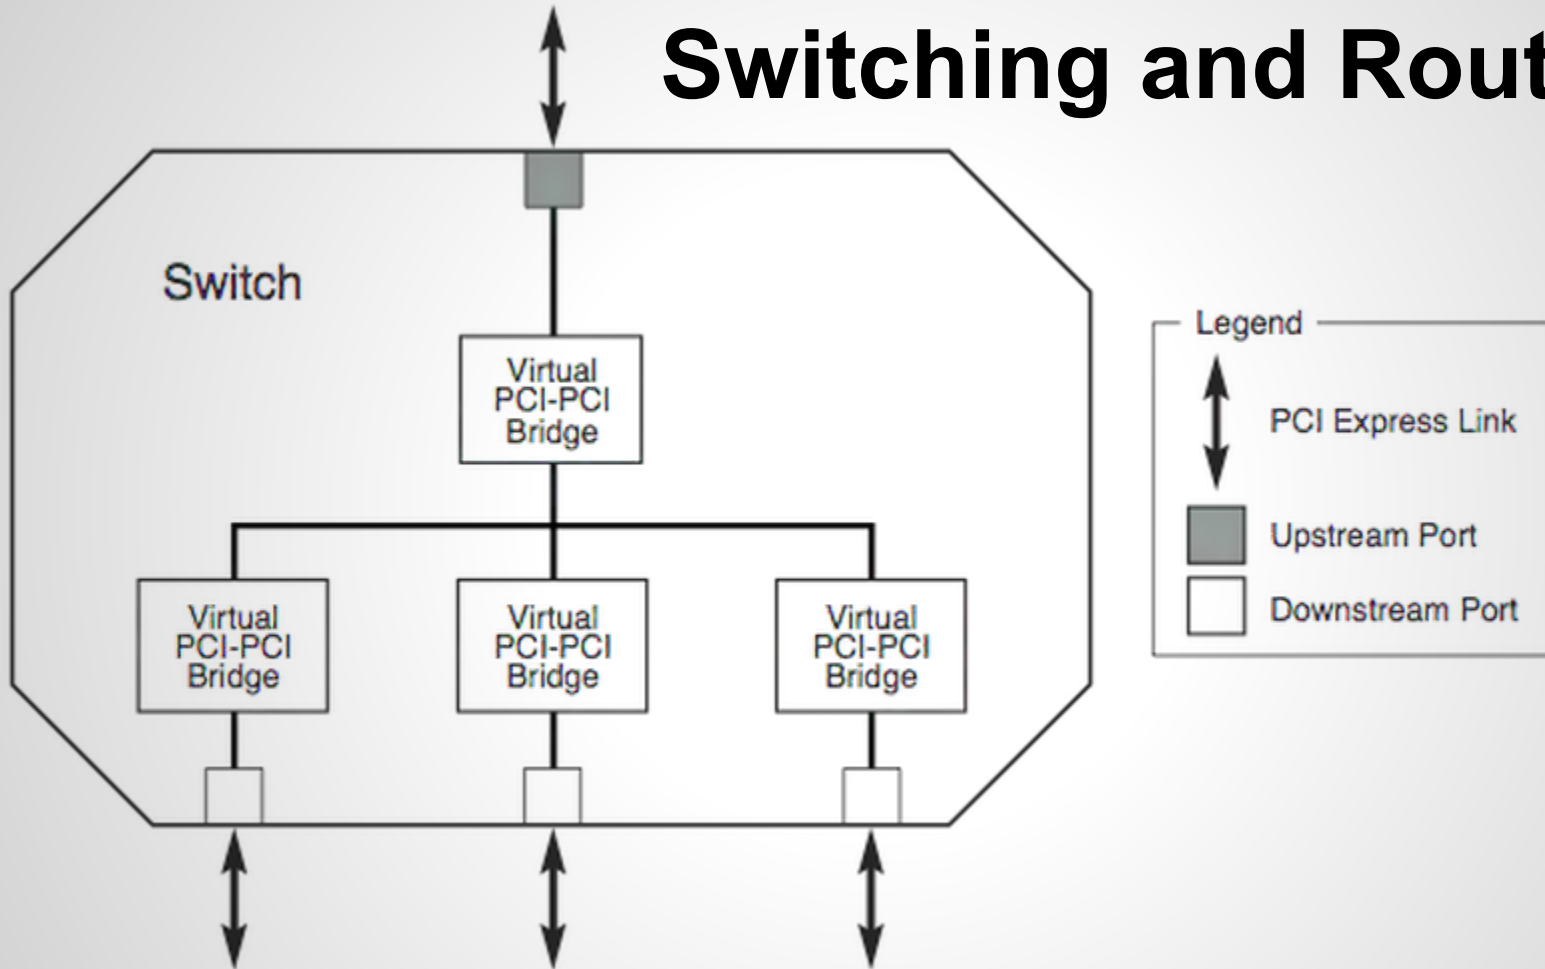 Switching and Rout
Switch
Virtual
PCI-PCI
Bridge
Virtual
PCI-PCI
Bridge
Virtual
PCI-PCI
Bridge
Virtual
PCI-PCI
Bridge
Legend
PCI Express Link
Upstream Port
Downstream Port